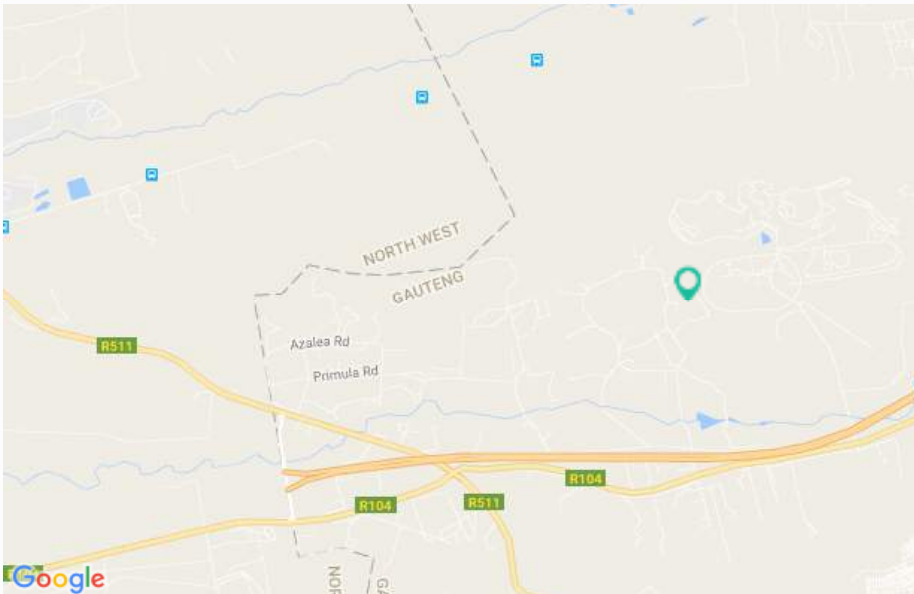 NORTH WEST
GAUTENG
Azalea Rd
R511
Primula Rd
R104
R511
R104
Google